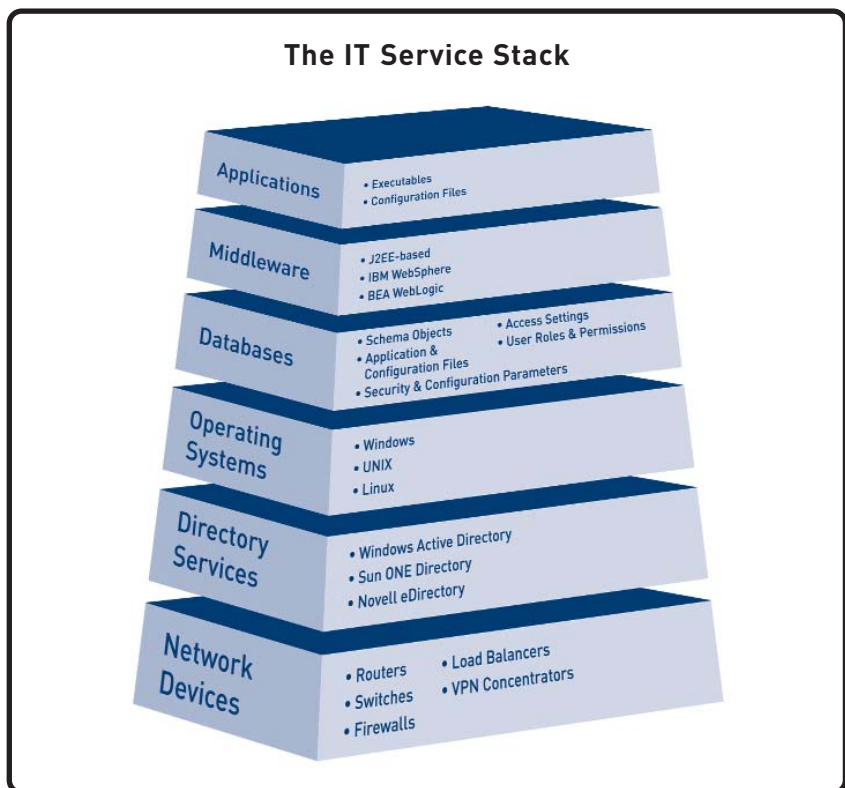 The IT Service Stack
Applications
• Executables
• Configuration Files
Middleware
• J2EE-based
• IBM WebSphere
• BEA WebLogic
Databases
• Schema Objects
• Application &
Configuration Files
• Security & Configuration Parameters
• Access Settings
• User Roles & Permissions
Operating
Systems
• Windows
• UNIX
• Linux
Directory
Services
• Windows Active Directory
• Sun ONE Directory
• Novell eDirectory
Network
Devices
• Routers
• Switches
• Firewalls
• Load Balancers
• VPN Concentrators